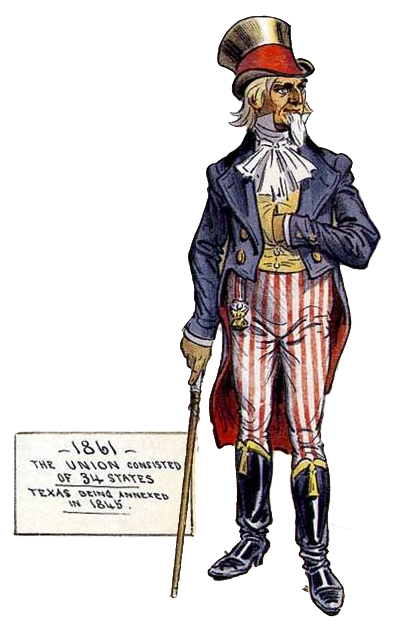 ~ 1861 ~
THE UNION CONSISTED
OF 34 STATES
TEXAS BEING ANNEXED
IN 1845.